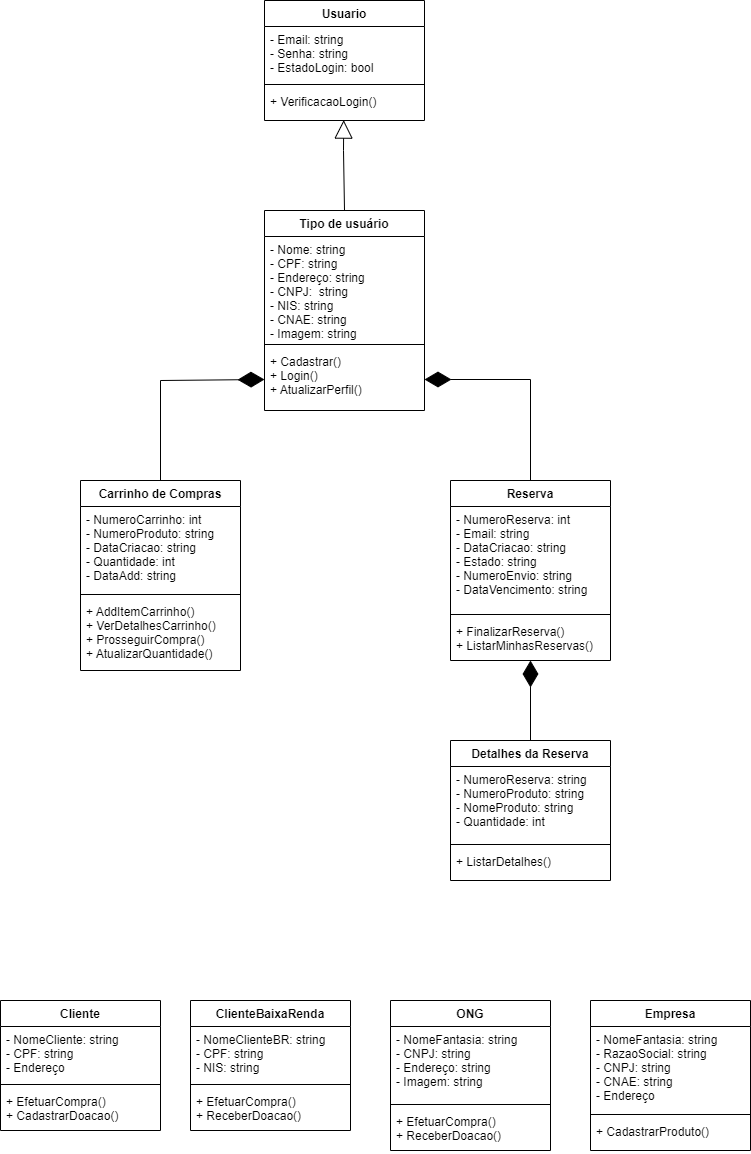 Usuario
- Email: string
- Senha: string
- EstadoLogin: bool
+ VerificacaoLogin()
Tipo de usuário
- Nome: string
- CPF: string
- Endereço: string
- CNPJ:  string
- NIS: string
- CNAE: string
- Imagem: string
+ Cadastrar()
+ Login()
+ AtualizarPerfil()
Carrinho de Compras
- NumeroCarrinho: int
- NumeroProduto: string
- DataCriacao: string
- Quantidade: int
- DataAdd: string
+ AddItemCarrinho()
+ VerDetalhesCarrinho()
+ ProsseguirCompra()
+ AtualizarQuantidade()
Reserva
- NumeroReserva: int
- Email: string
- DataCriacao: string
- Estado: string
- NumeroEnvio: string
- DataVencimento: string
+ FinalizarReserva()
+ ListarMinhasReservas()
Detalhes da Reserva
- NumeroReserva: string
- NumeroProduto: string
- NomeProduto: string
- Quantidade: int
+ ListarDetalhes()
Cliente
- NomeCliente: string
- CPF: string
- Endereço
+ EfetuarCompra()
+ CadastrarDoacao()
ClienteBaixaRenda
- NomeClienteBR: string
- CPF: string
- NIS: string
+ EfetuarCompra()
+ ReceberDoacao()
ONG
- NomeFantasia: string
- CNPJ: string
- Endereço: string
- Imagem: string
+ EfetuarCompra()
+ ReceberDoacao()
Empresa
- NomeFantasia: string
- RazaoSocial: string
- CNPJ: string
- CNAE: string
- Endereço
+ CadastrarProduto()